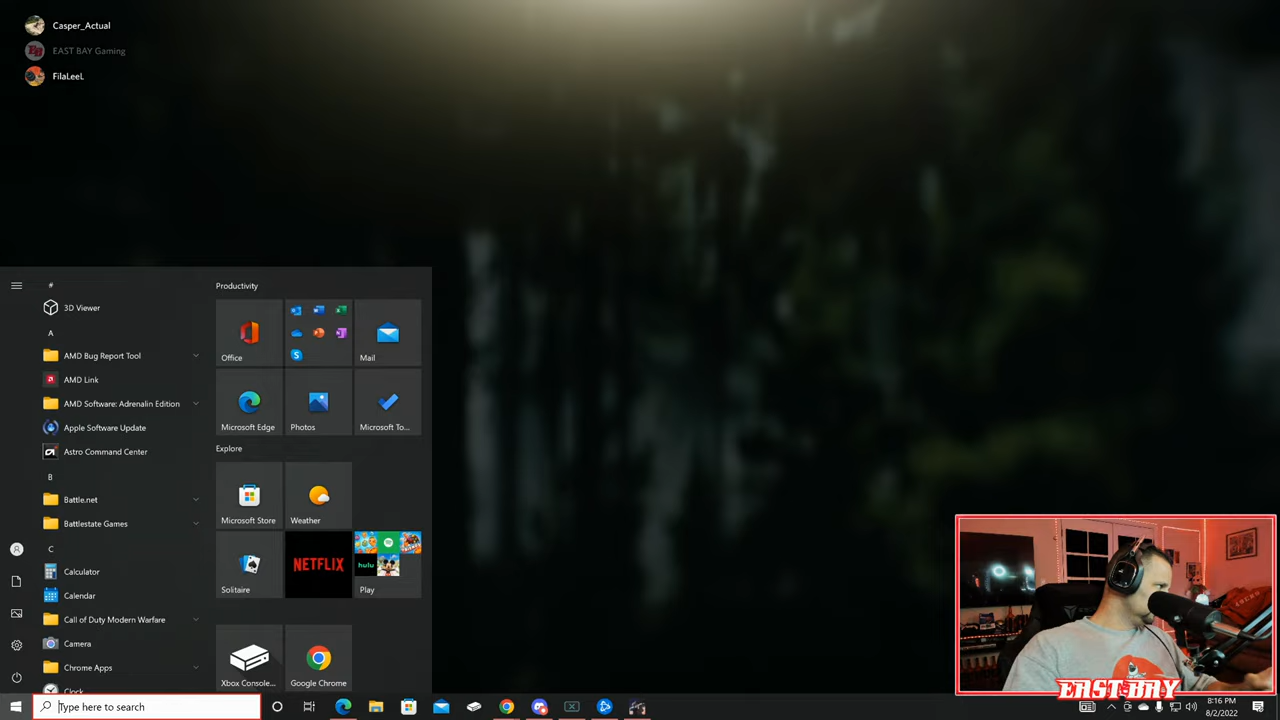 Casper_Actual
EAST BAY Gaming
FilaLeeL
#
3D Viewer
A
AMD Bug Report Tool
AMD Link
AMD Software: Adrenalin Edition
Apple Software Update
Astro Command Center
B
Battle.net
Battlestate Games
C
Calculator
Calendar
Call of Duty Modern Warfare
Camera
Chrome Apps
Clock
Productivity
Office
Mail
Microsoft Edge
Photos
Microsoft To...
Explore
Microsoft Store
Weather
Solitaire
NETFLIX
hulu
Play
Xbox Console...
Google Chrome
Type here to search
EAST BAY
8:16 PM
8/2/2022